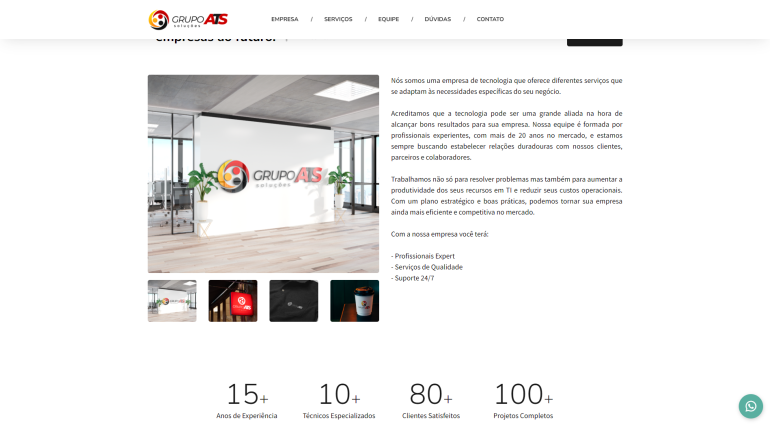 GRUPO ATS
soluções
EMPRESA / SERVIÇOS / EQUIPE / DÚVIDAS / CONTATO
empresas do futuro.
Nós somos uma empresa de tecnologia que oferece diferentes serviços que
se adaptam às necessidades específicas do seu negócio.
Acreditamos que a tecnologia pode ser uma grande aliada na hora de
alcançar bons resultados para sua empresa. Nossa equipe é formada por
profissionais experientes, com mais de 20 anos no mercado, e estamos
sempre buscando estabelecer relações duradouras com nossos clientes,
parceiros e colaboradores.
Trabalhamos não só para resolver problemas mas também para aumentar a
produtividade dos seus recursos em TI e reduzir seus custos operacionais.
Com um plano estratégico e boas práticas, podemos tornar sua empresa
ainda mais eficiente e competitiva no mercado.
Com a nossa empresa você terá:
- Profissionais Expert
- Serviços de Qualidade
- Suporte 24/7
GRUPO ATS
soluções
15+ 10+ 80+ 100+
Anos de Experiência Técnicos Especializados Clientes Satisfeitos Projetos Completos